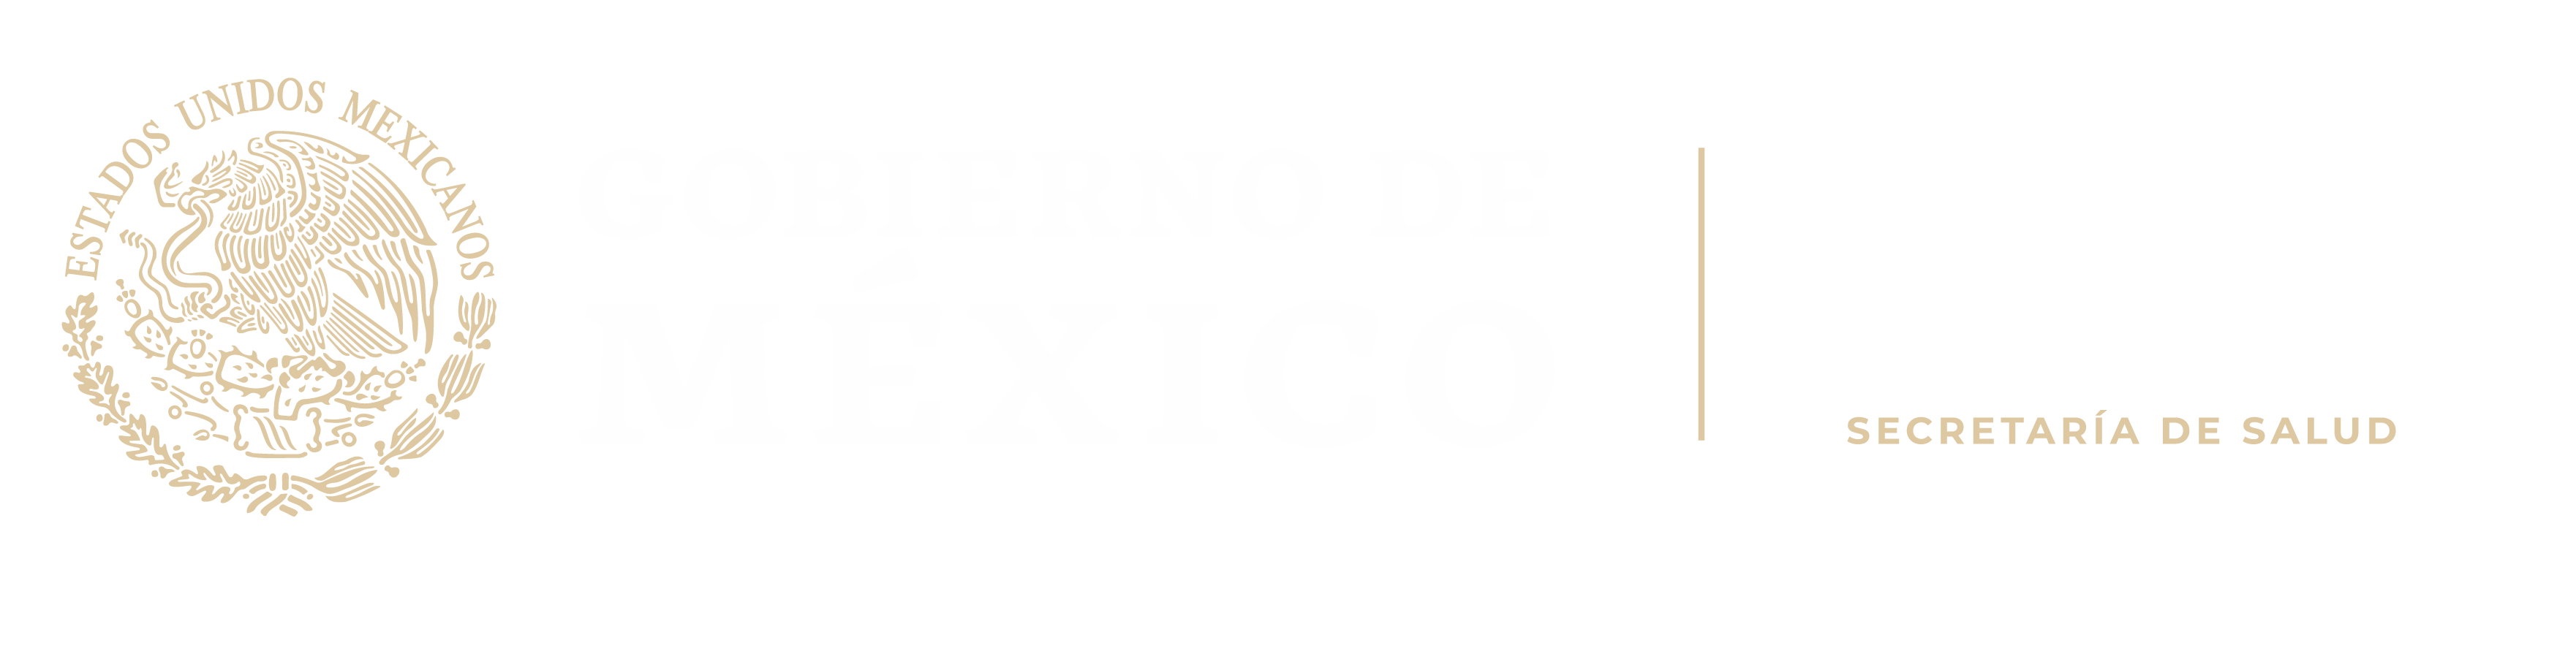 ESTADOS UNIDOS MEXICANOS
GOBIERNO DE
MÉXICO
SECRETARÍA DE SALUD